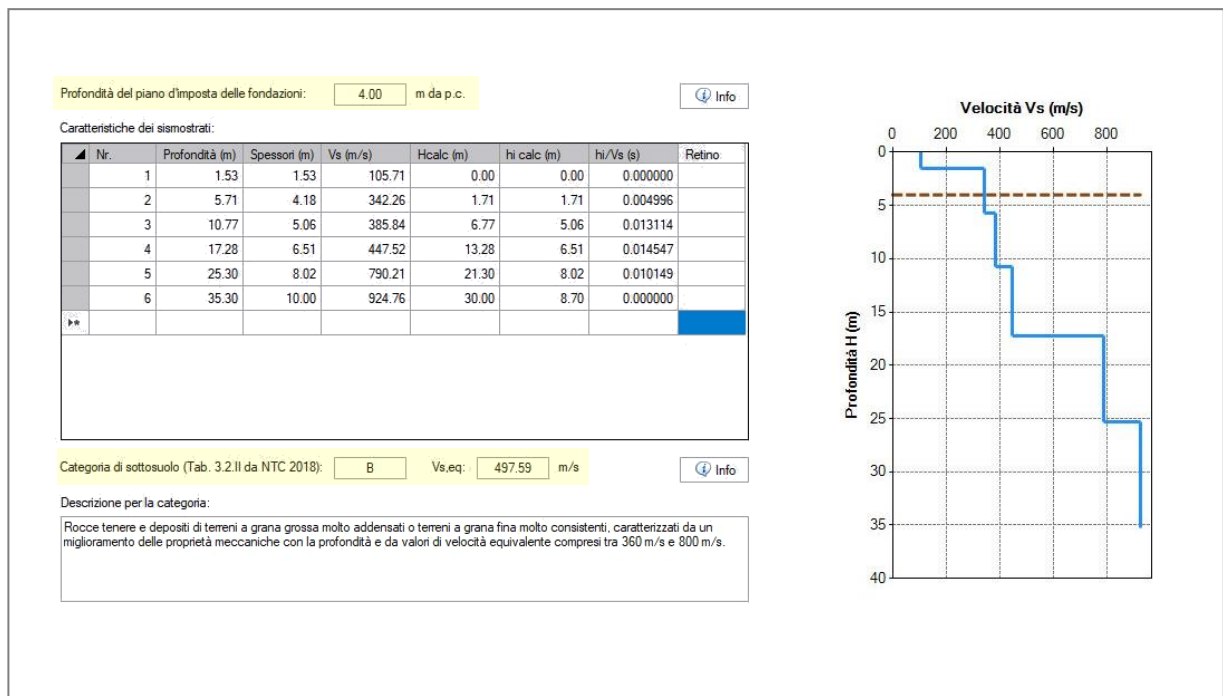 Profondità del piano d'imposta delle fondazioni: 4.00 m da p.c. Info
Caratteristiche dei sismostrati:
Nr. Profondità (m) Spessori (m) Vs (m/s) Hcalc (m) hi calc (m) hi/Vs (s) Retino
1 1.53 1.53 105.71 0.00 0.00 0.000000
2 5.71 4.18 342.26 1.71 1.71 0.004996
3 10.77 5.06 385.84 6.77 5.06 0.013114
4 17.28 6.51 447.52 13.28 6.51 0.014547
5 25.30 8.02 790.21 21.30 8.02 0.010149
6 35.30 10.00 924.76 30.00 8.70 0.000000
Categoria di sottosuolo (Tab. 3.2.II da NTC 2018): B Vs,eq: 497.59 m/s Info
Descrizione per la categoria:
Rocce tenere e depositi di terreni a grana grossa molto addensati o terreni a grana fina molto consistenti, caratterizzati da un
miglioramento delle proprietà meccaniche con la profondità e da valori di velocità equivalente compresi tra 360 m/s e 800 m/s.
Velocità Vs (m/s)
0 200 400 600 800
0
5
10
15
20
25
30
35
40
Profondità H (m)